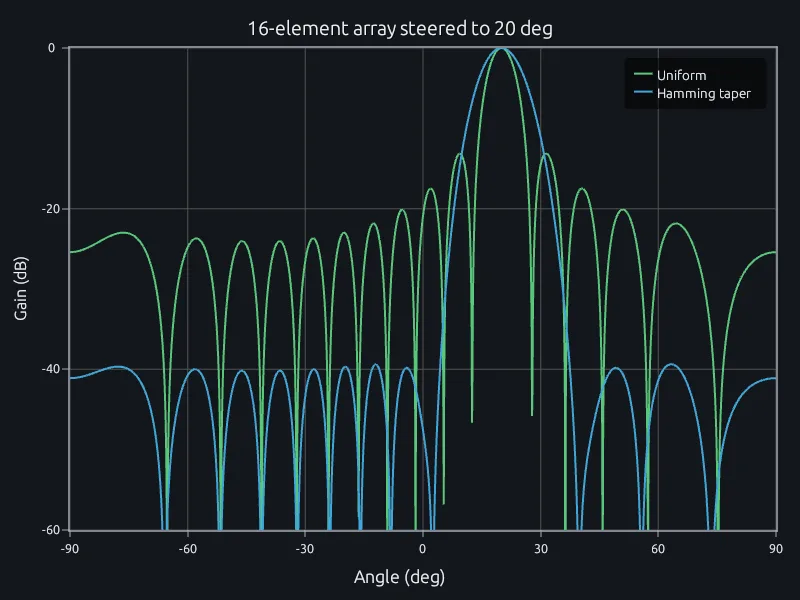 16-element array steered to 20 deg
Uniform
Hamming taper
Gain (dB)
0
-20
-40
-60
-90
-60
-30
0
30
60
90
Angle (deg)